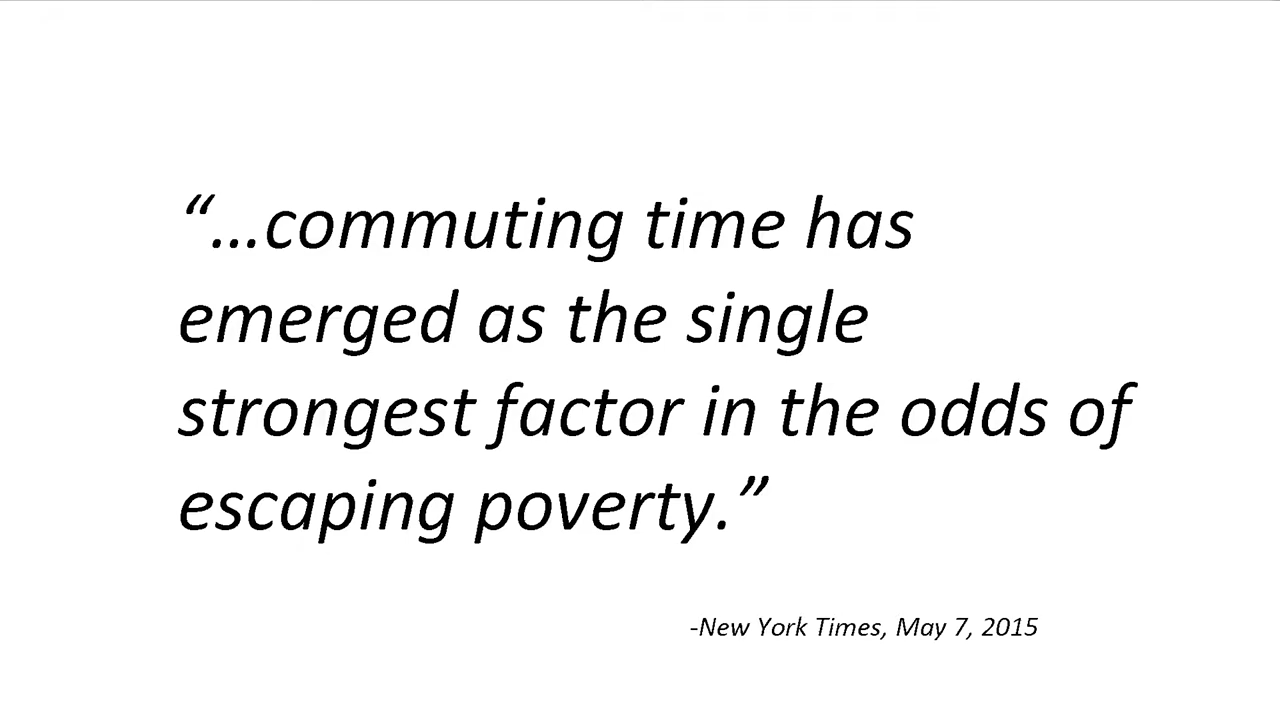 “...commuting time has
emerged as the single
strongest factor in the odds of
escaping poverty.”
-New York Times, May 7, 2015